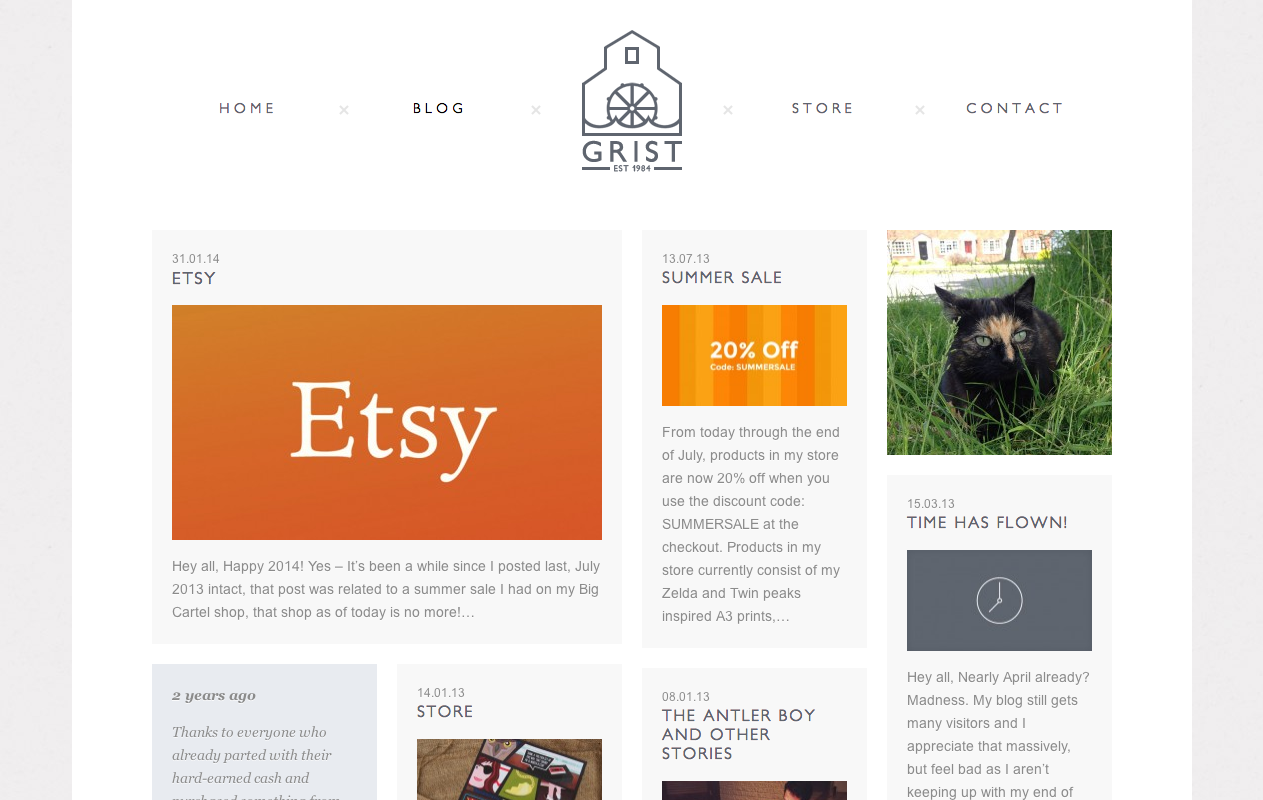 HOME
BLOG
GRIST
EST 1984
STORE
CONTACT
31.01.14
ETSY
Etsy
Hey all, Happy 2014! Yes – It's been a while since I posted last, July
2013 intact, that post was related to a summer sale I had on my Big
Cartel shop, that shop as of today is no more!…
13.07.13
SUMMER SALE
20% Off
Code: SUMMERSALE
From today through the end
of July, products in my store
are now 20% off when you
use the discount code:
SUMMERSALE at the
checkout. Products in my
store currently consist of my
Zelda and Twin peaks
inspired A3 prints,…
15.03.13
TIME HAS FLOWN!
Hey all, Nearly April already?
Madness. My blog still gets
many visitors and I
appreciate that massively,
but feel bad as I aren't
keeping up with my end of
2 years ago
Thanks to everyone who
already parted with their
hard-earned cash and
purchased something from
14.01.13
STORE
08.01.13
THE ANTLER BOY
AND OTHER
STORIES